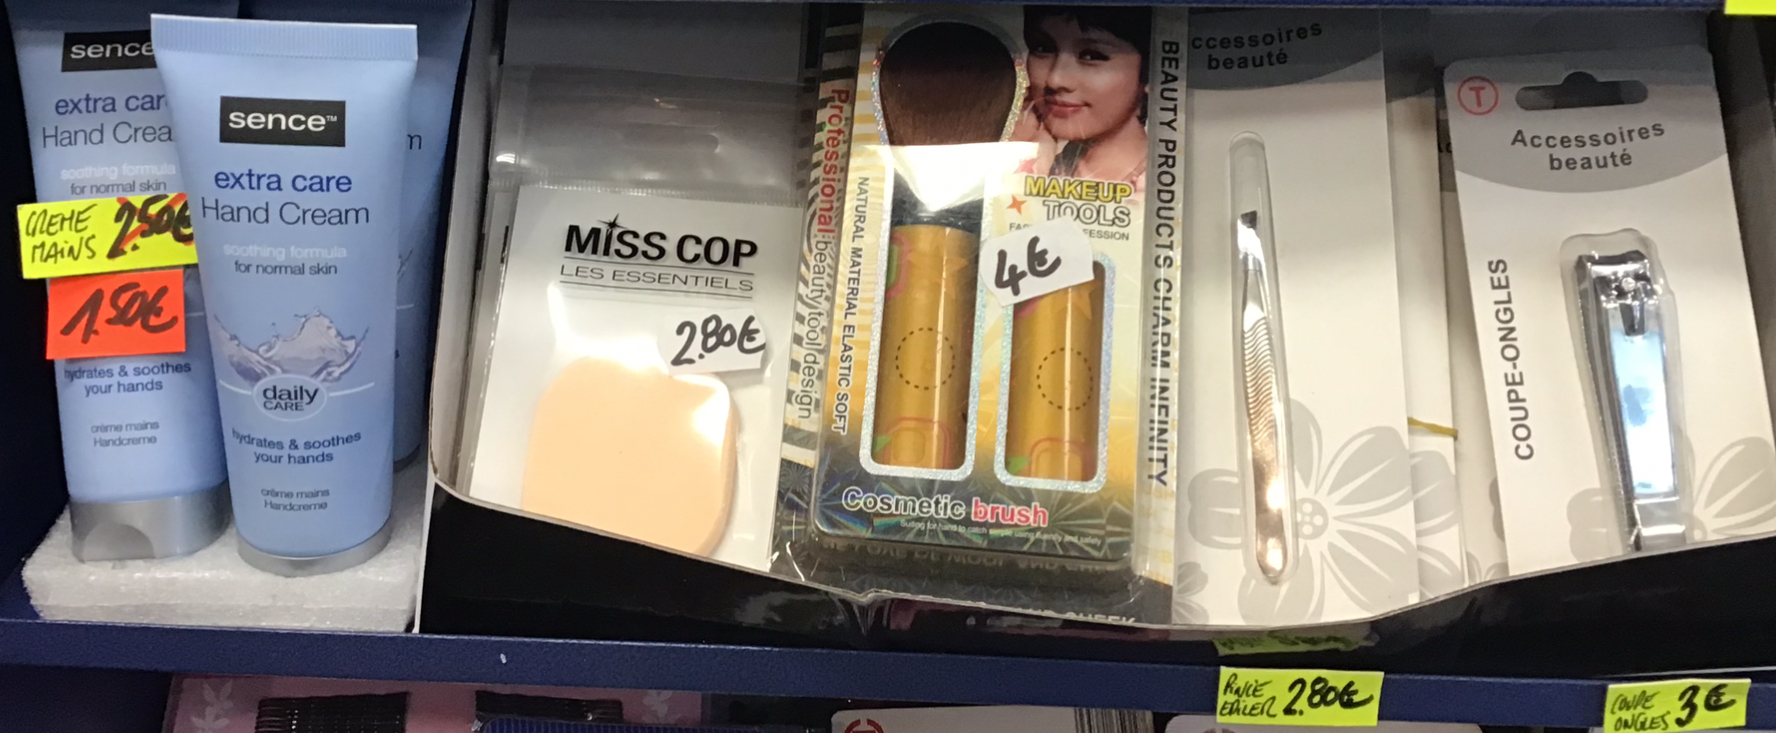 sence
extra car
Hand Crea
soothing formula
for normal skin
CREME
MAINS 2.50€
1.50€
hydrates & soothes
your hands
crème mains
Handcreme
sence™
extra care
Hand Cream
soothing formula
for normal skin
daily
CARE
hydrates & soothes
your hands
crème mains
Handcreme
m
MISS COP
LES ESSENTIELS
2.80€
Professional beauty tool design
NATURAL MATERIAL ELASTIC SOFT
MAKEUP
TOOLS
ESSION
4€
BEAUTY PRODUCTS CHARM INFINITY
Cosmetic brush
ccessoires
beauté
T
Accessoires
beauté
COUPE-ONGLES
PINCE
EPILER 2.80€
COUPE
ONGLES 3€